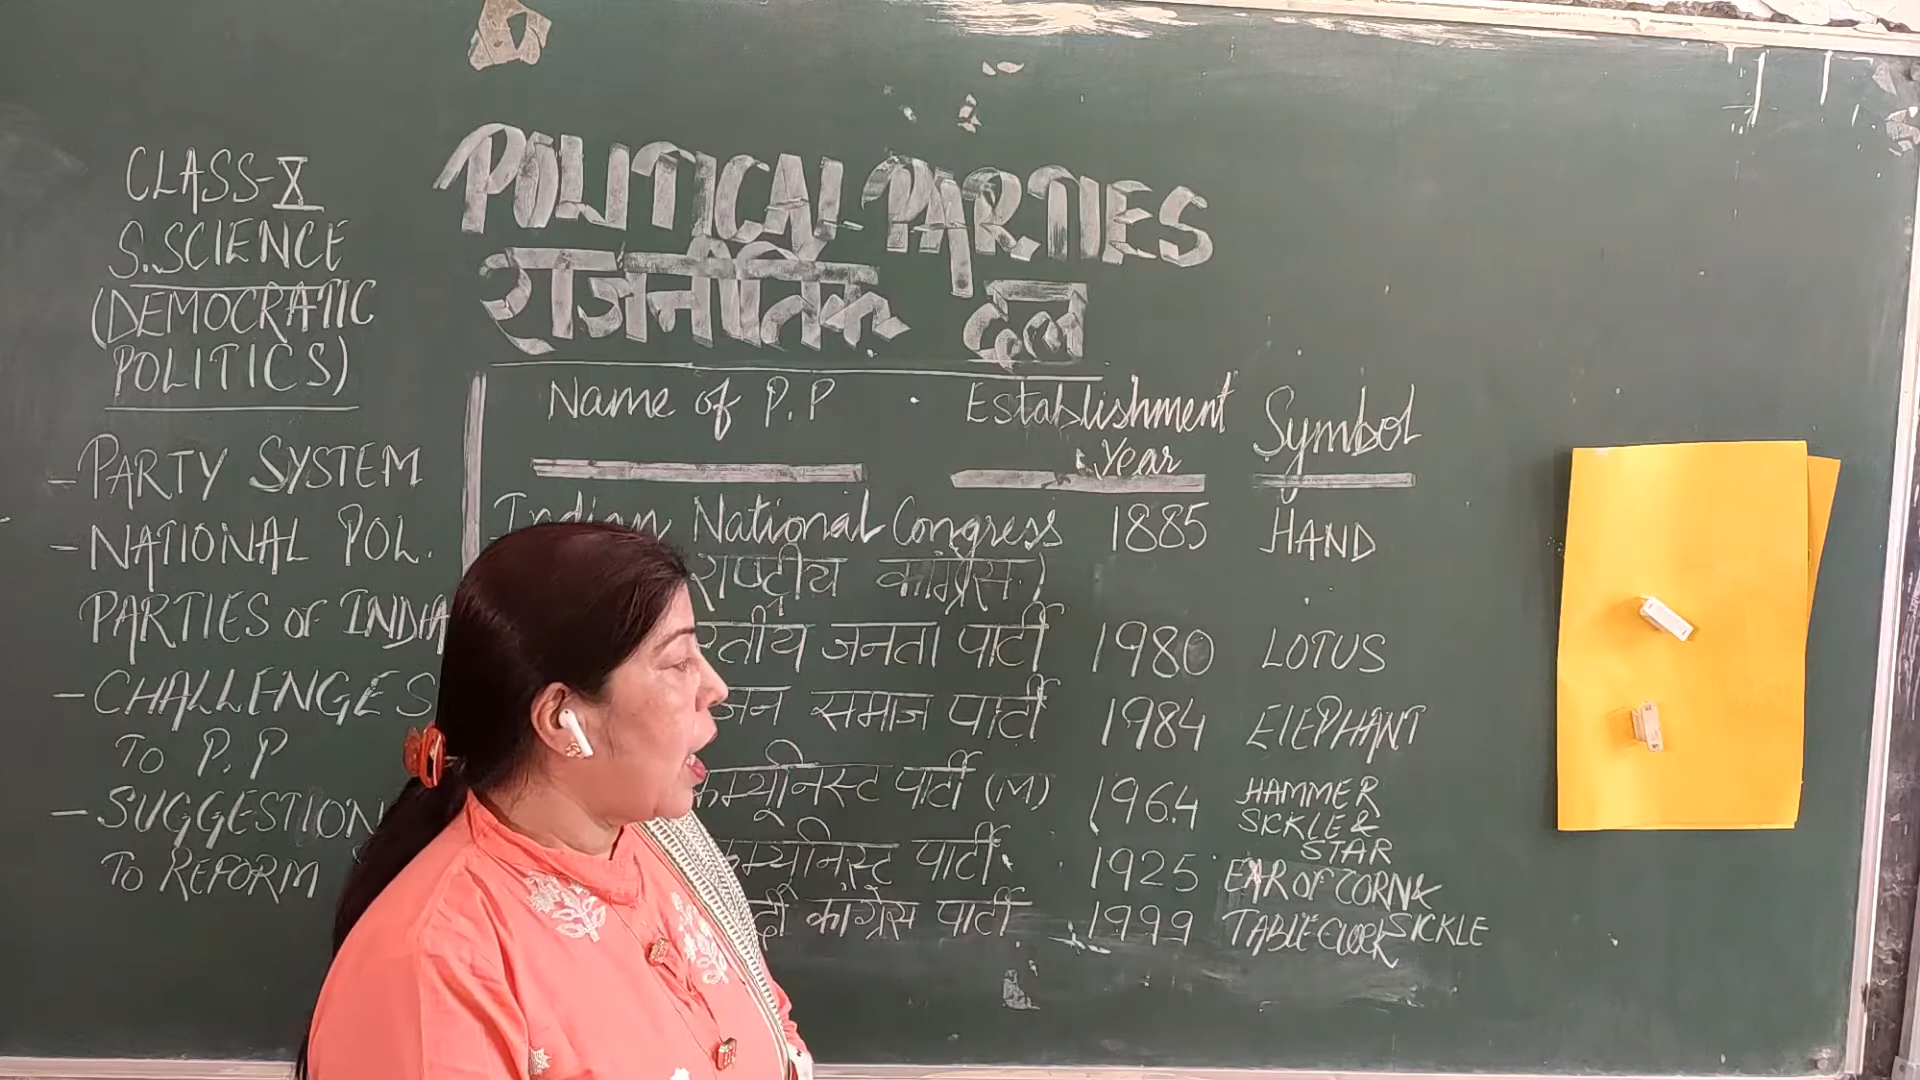 CLASS-X
S.SCIENCE
(DEMOCRATIC
POLITICS)
- PARTY SYSTEM
- NATIONAL POL.
PARTIES OF INDIA
- CHALLENGES
TO P.P
- SUGGESTION
TO REFORM
POLITICAL PARTIES
राजनीतिक दल
Name of P.P
Establishment Year
Symbol
Indian National Congress 1885 HAND
राष्ट्रीय कांग्रेस)
जनता पार्टी 1980 LOTUS
समाज पार्टी 1984 ElEPHANT
पार्टी (M) 1964 HAMMER
SICKLE &
STAR
पार्टी 1925 EAR OF CORN &
SICKLE
कांग्रेस पार्टी 1999 TABLE CLOCK